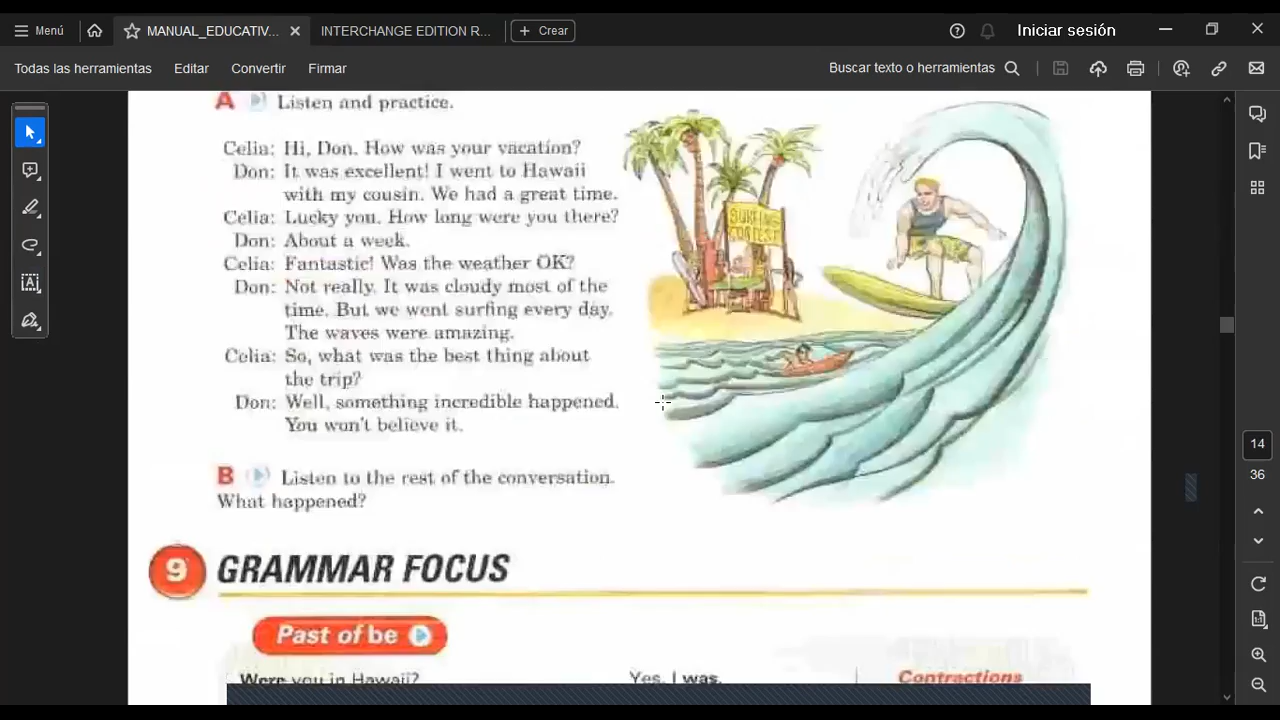 Menú
MANUAL_EDUCATIV...
INTERCHANGE EDITION R...
Crear
Iniciar sesión
Todas las herramientas
Editar
Convertir
Firmar
Buscar texto o herramientas
A Listen and practice.
Celia: Hi, Don. How was your vacation?
Don: It was excellent! I went to Hawaii
with my cousin. We had a great time.
Celia: Lucky you. How long were you there?
Don: About a week.
Celia: Fantastic! Was the weather OK?
Don: Not really. It was cloudy most of the
time. But we went surfing every day.
The waves were amazing.
Celia: So, what was the best thing about
the trip?
Don: Well, something incredible happened.
You won't believe it.
SURFING
CONTEST
B Listen to the rest of the conversation.
What happened?
9 GRAMMAR FOCUS
Past of be
Were you in Hawaii?
Yes, I was.
Contractions
14
36